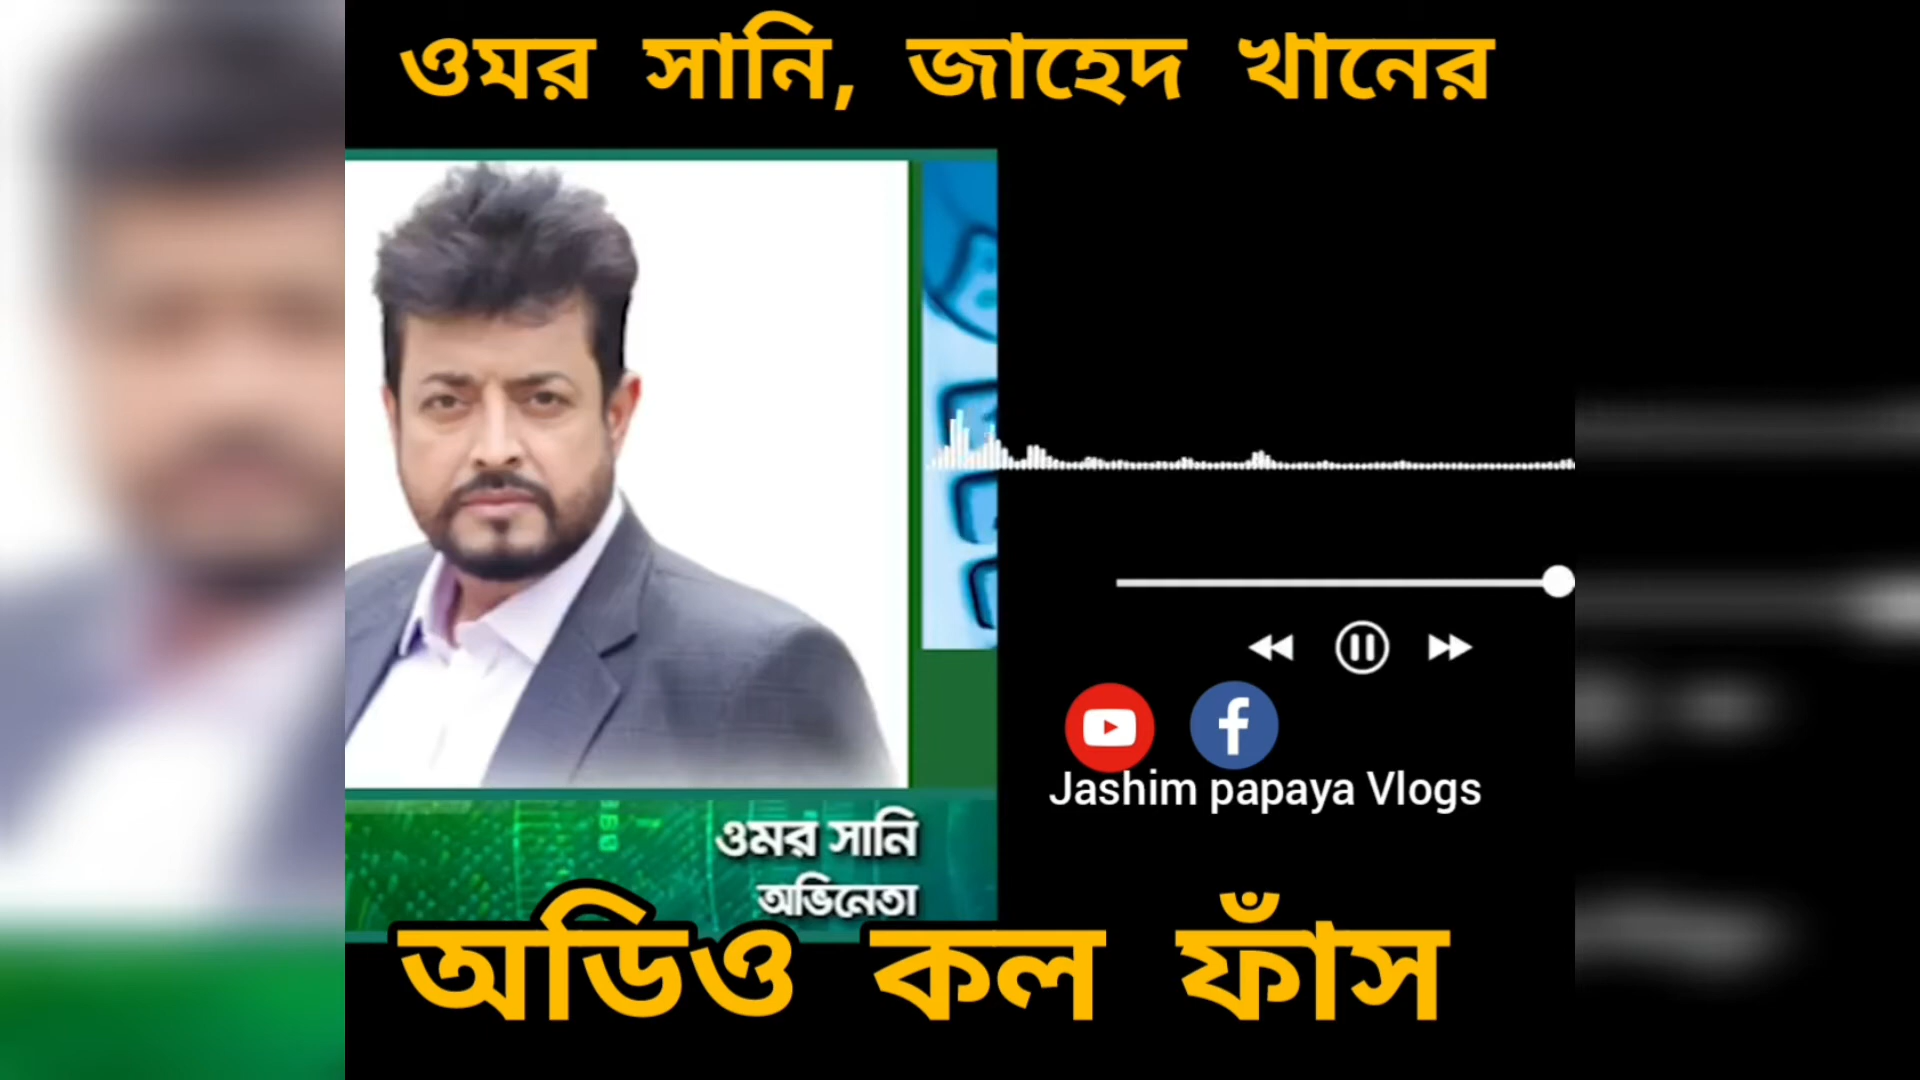 ওমর সানি, জাহেদ খানের
Jashim papaya Vlogs
ওমর সানি
অভিনেতা
অডিও কল ফাঁস